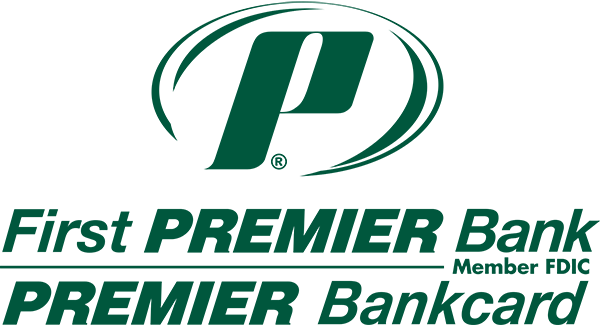 P®
First PREMIER Bank
Member FDIC
PREMIER Bankcard